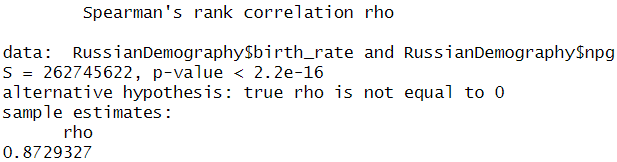 Spearman's rank correlation rho
data: RussianDemography$birth_rate and RussianDemography$npg
S = 262745622, p-value < 2.2e-16
alternative hypothesis: true rho is not equal to 0
sample estimates:
rho
0.8729327